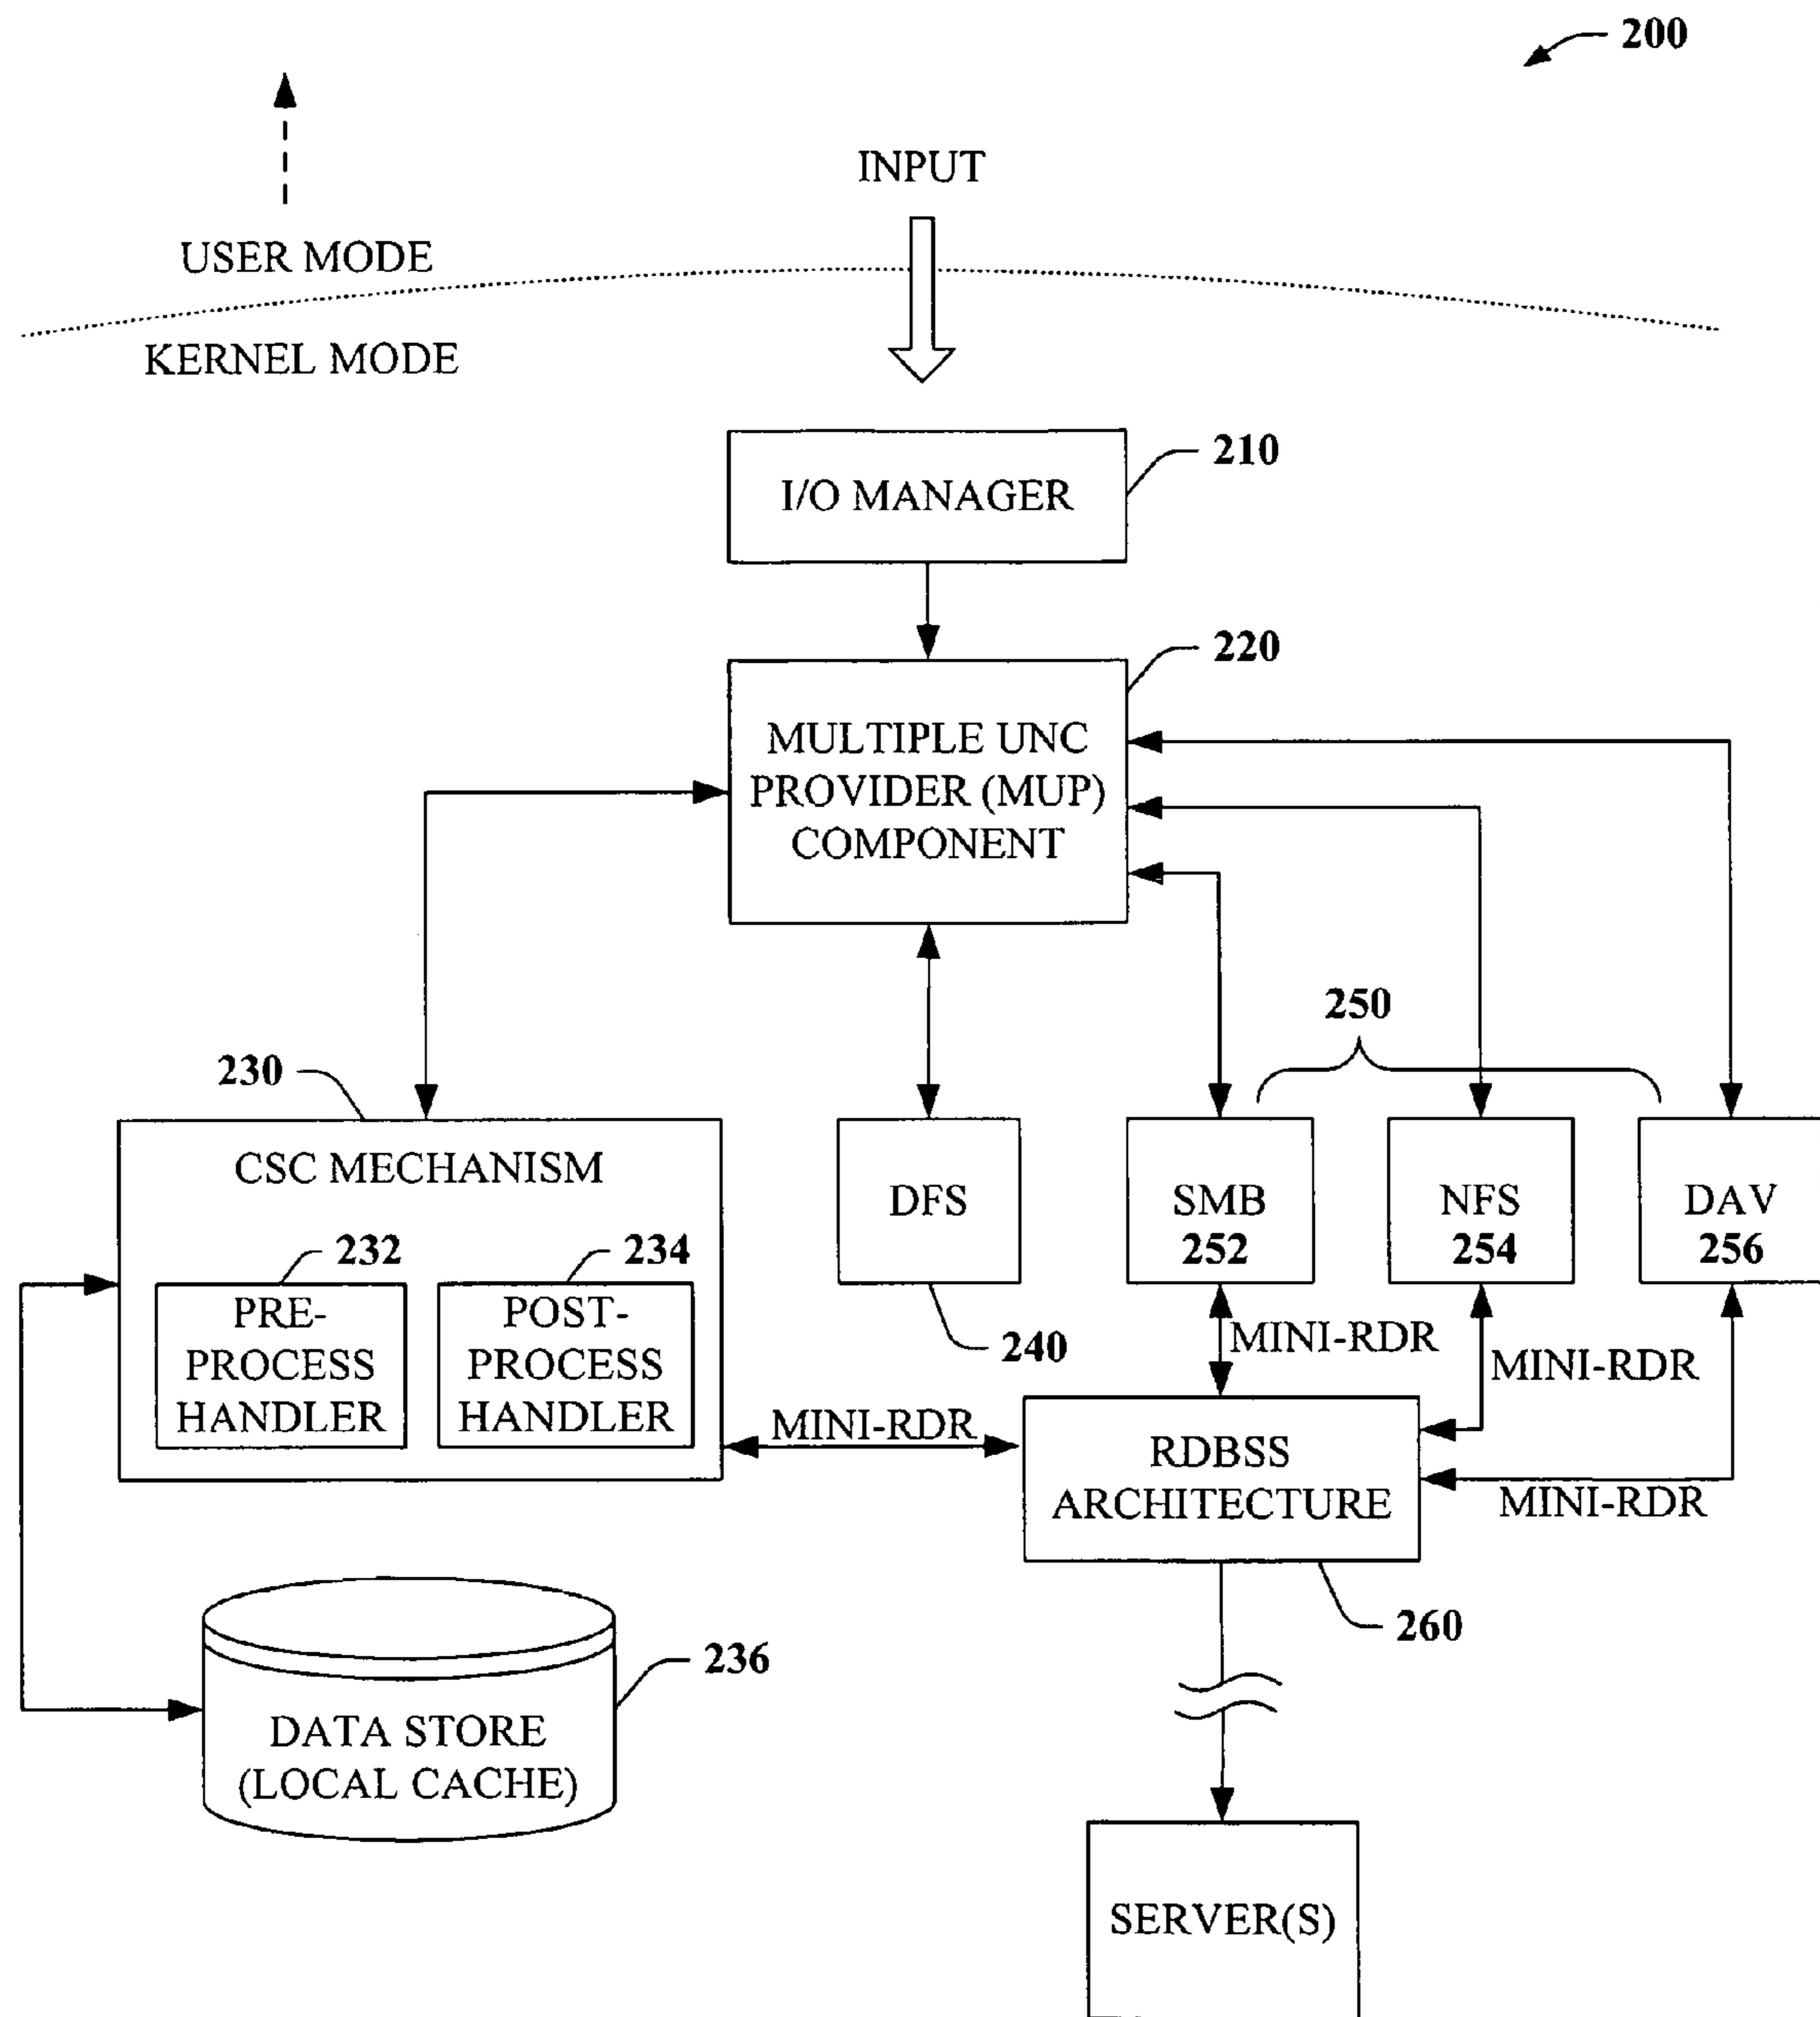 200
INPUT
USER MODE
KERNEL MODE
210
I/O MANAGER
220
MULTIPLE UNC
PROVIDER (MUP)
COMPONENT
250
230
CSC MECHANISM
232
234
PRE-
PROCESS
HANDLER
POST-
PROCESS
HANDLER
DFS
240
SMB
252
NFS
254
DAV
256
MINI-RDR
MINI-RDR
MINI-RDR
MINI-RDR
RDBSS
ARCHITECTURE
260
236
DATA STORE
(LOCAL CACHE)
SERVER(S)